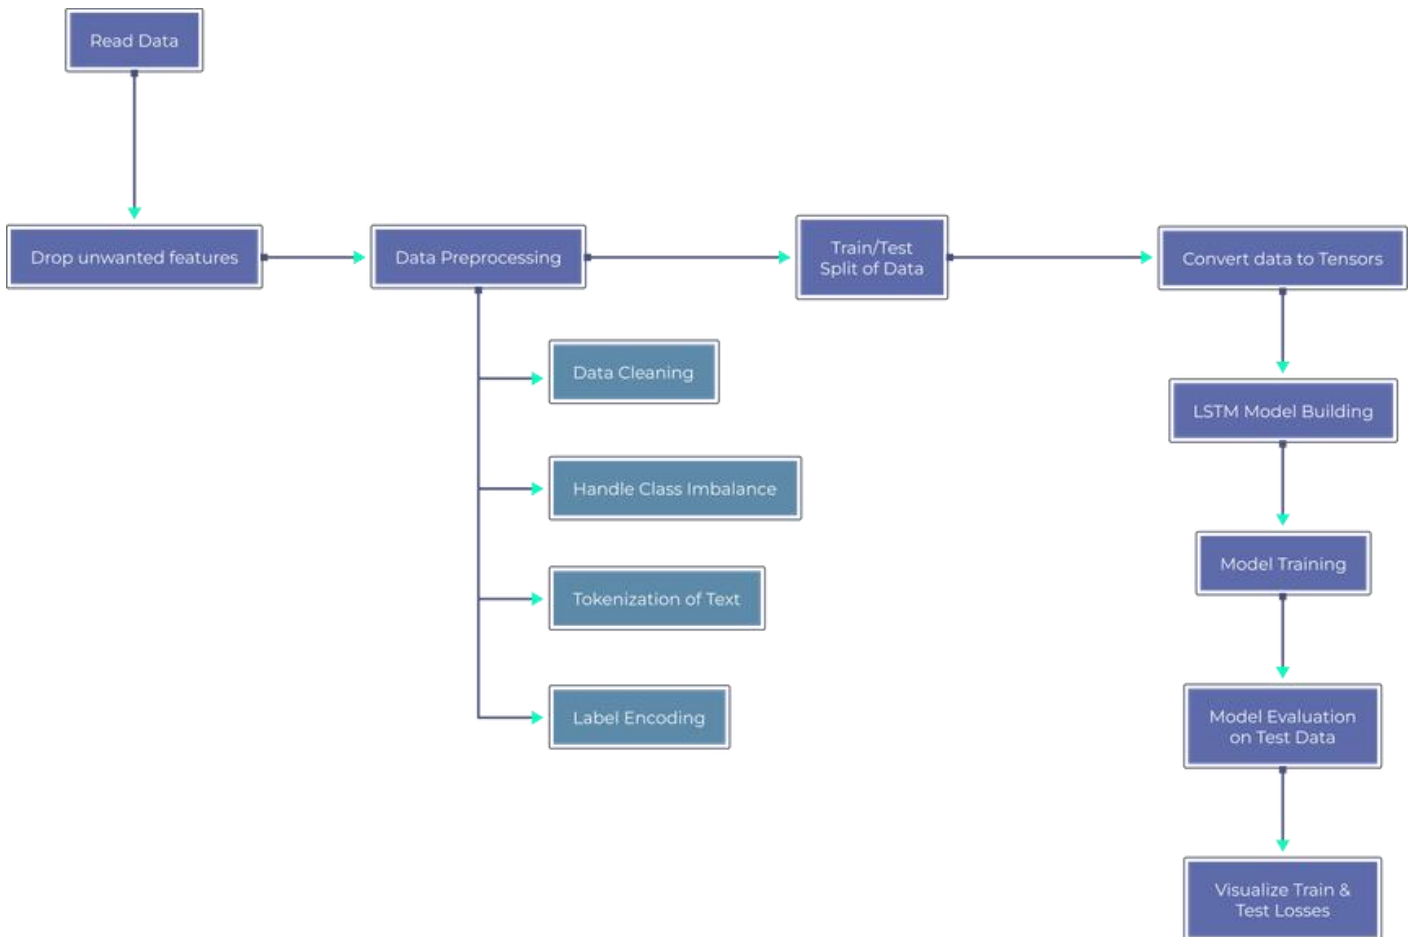 Read Data
Drop unwanted features
Data Preprocessing
Train/Test
Split of Data
Convert data to Tensors
Data Cleaning
Handle Class Imbalance
Tokenization of Text
Label Encoding
LSTM Model Building
Model Training
Model Evaluation
on Test Data
Visualize Train &
Test Losses